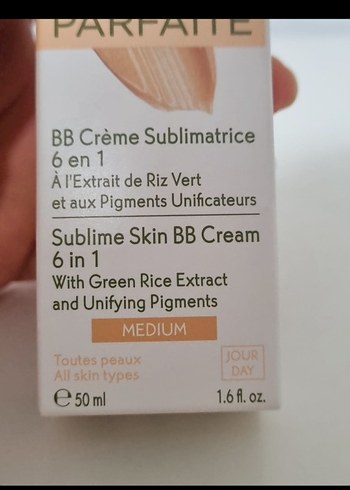 PARFAITE
BB Crème Sublimatrice
6 en 1
À l'Extrait de Riz Vert
et aux Pigments Unificateurs
Sublime Skin BB Cream
6 in 1
With Green Rice Extract
and Unifying Pigments
MEDIUM
Toutes peaux
All skin types
JOUR
DAY
℮ 50 ml
1.6 fl. oz.